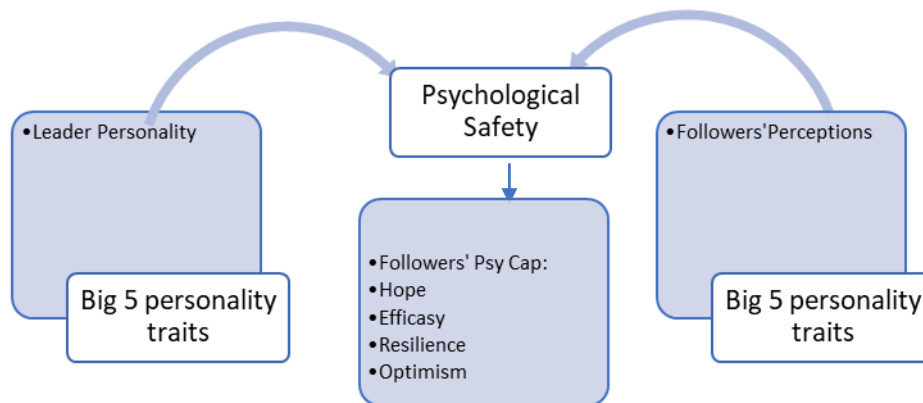 Psychological
Safety
•Leader Personality
•Followers'Perceptions
Big 5 personality
traits
•Followers' Psy Cap:
•Hope
•Efficasy
•Resilience
•Optimism
Big 5 personality
traits